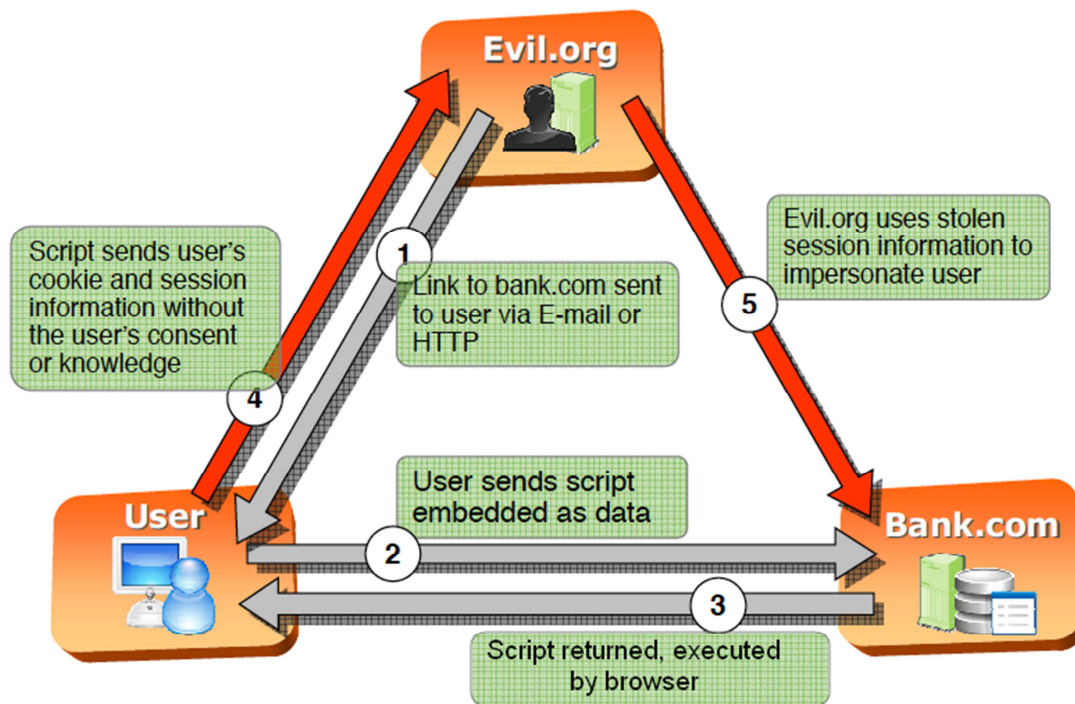 Evil.org
Script sends user's
cookie and session
information without
the user's consent
or knowledge
4
1
Link to bank.com sent
to user via E-mail or
HTTP
Evil.org uses stolen
session information to
impersonate user
5
User
User sends script
embedded as data
2
Bank.com
3
Script returned, executed
by browser